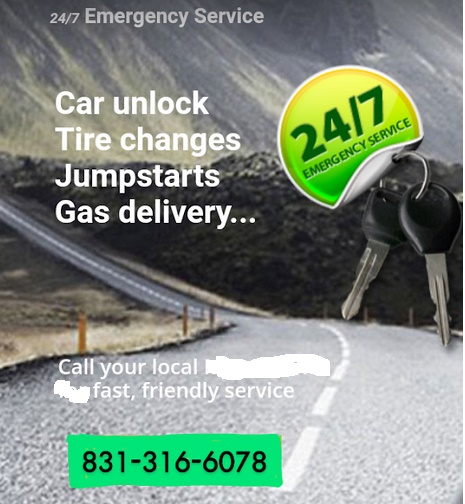 24/7 Emergency Service
Car unlock
Tire changes
Jumpstarts
Gas delivery...
24/7
EMERGENCY SERVICE
Call your local
fast, friendly service
831-316-6078